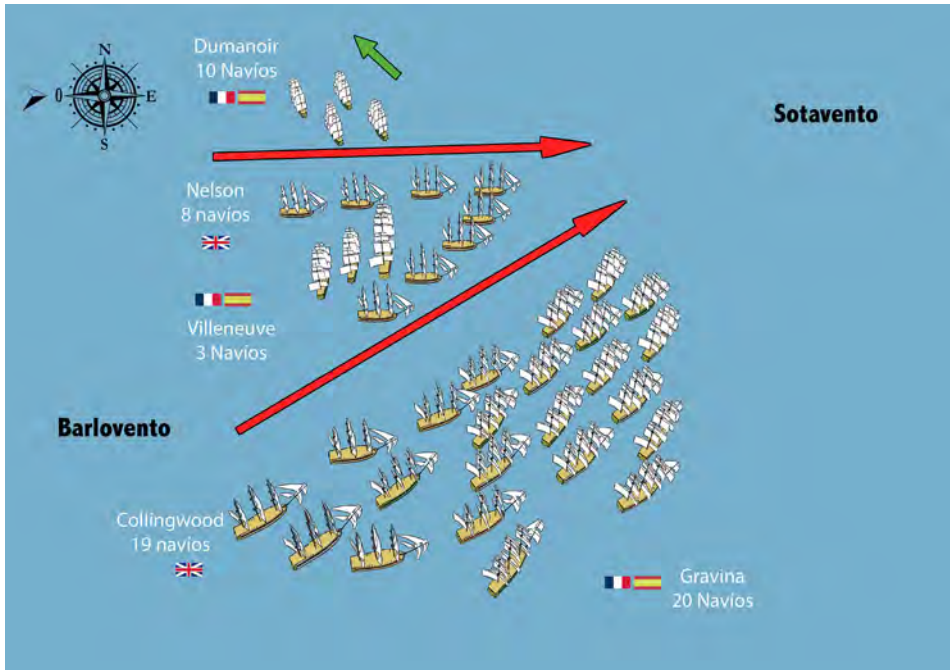 Dumanoir
10 Navíos
N
O
E
S
Sotavento
Nelson
8 navíos
Villeneuve
3 Navíos
Barlovento
Collingwood
19 navíos
Gravina
20 Navíos